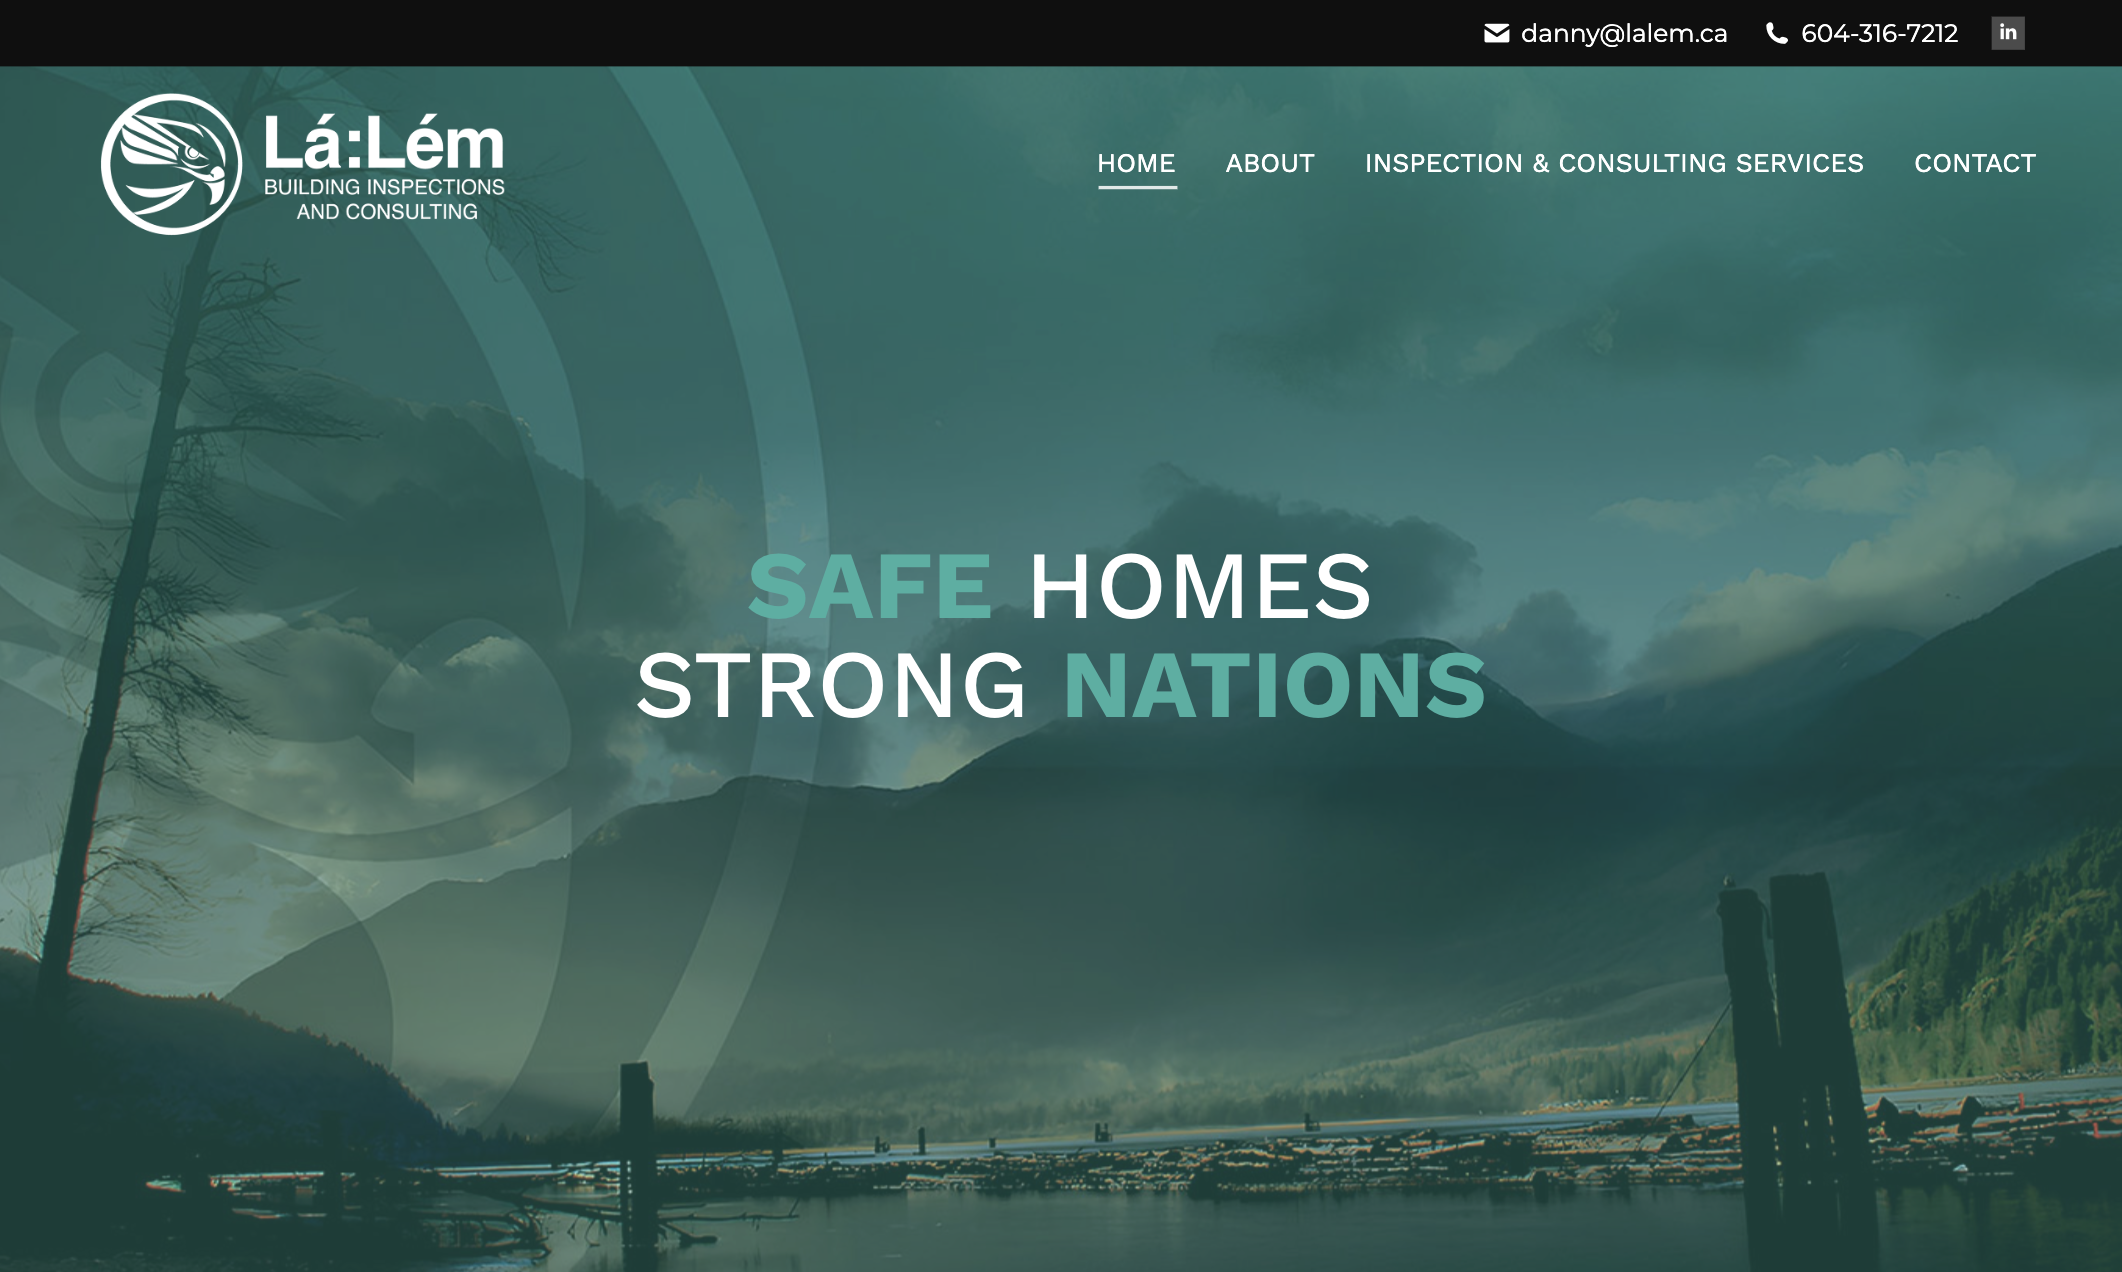 danny@lalem.ca 604-316-7212 in
Lá:Lém
BUILDING INSPECTIONS
AND CONSULTING
HOME ABOUT INSPECTION & CONSULTING SERVICES CONTACT
SAFE HOMES
STRONG NATIONS